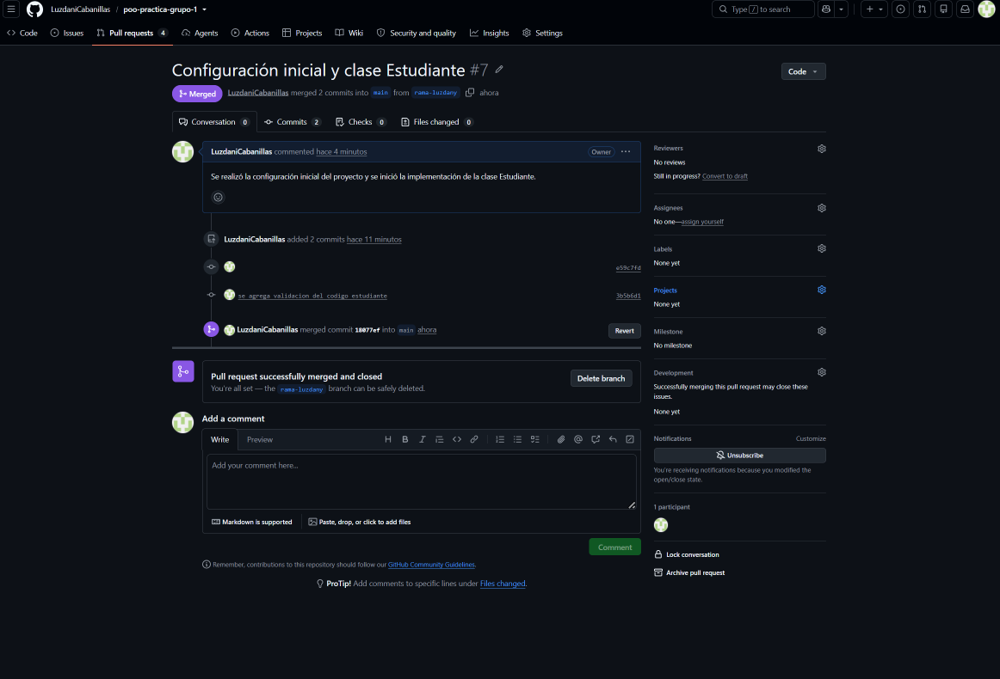 LuzdaniCabanillas / poo-practica-grupo-1
Type / to search
Code Issues Pull requests 4 Agents Actions Projects Wiki Security and quality Insights Settings
Configuración inicial y clase Estudiante #7
Code
Merged LuzdaniCabanillas merged 2 commits into main from rama-luzdany ahora
Conversation 0 Commits 2 Checks 0 Files changed 0
LuzdaniCabanillas commented hace 4 minutos Owner
Se realizó la configuración inicial del proyecto y se inició la implementación de la clase Estudiante.
LuzdaniCabanillas added 2 commits hace 11 minutos
e59c7fd
se agrega validacion del codigo estudiante 3b5b6d1
LuzdaniCabanillas merged commit 18077ef into main ahora
Revert
Pull request successfully merged and closed
You're all set — the rama-luzdany branch can be safely deleted.
Delete branch
Add a comment
Write Preview
Add your comment here...
Markdown is supported Paste, drop, or click to add files
Comment
Remember, contributions to this repository should follow our GitHub Community Guidelines.
ProTip! Add comments to specific lines under Files changed.
Reviewers
No reviews
Still in progress? Convert to draft
Assignees
No one—assign yourself
Labels
None yet
Projects
None yet
Milestone
No milestone
Development
Successfully merging this pull request may close these
issues.
None yet
Notifications Customize
Unsubscribe
You're receiving notifications because you modified the
open/close state.
1 participant
Lock conversation
Archive pull request